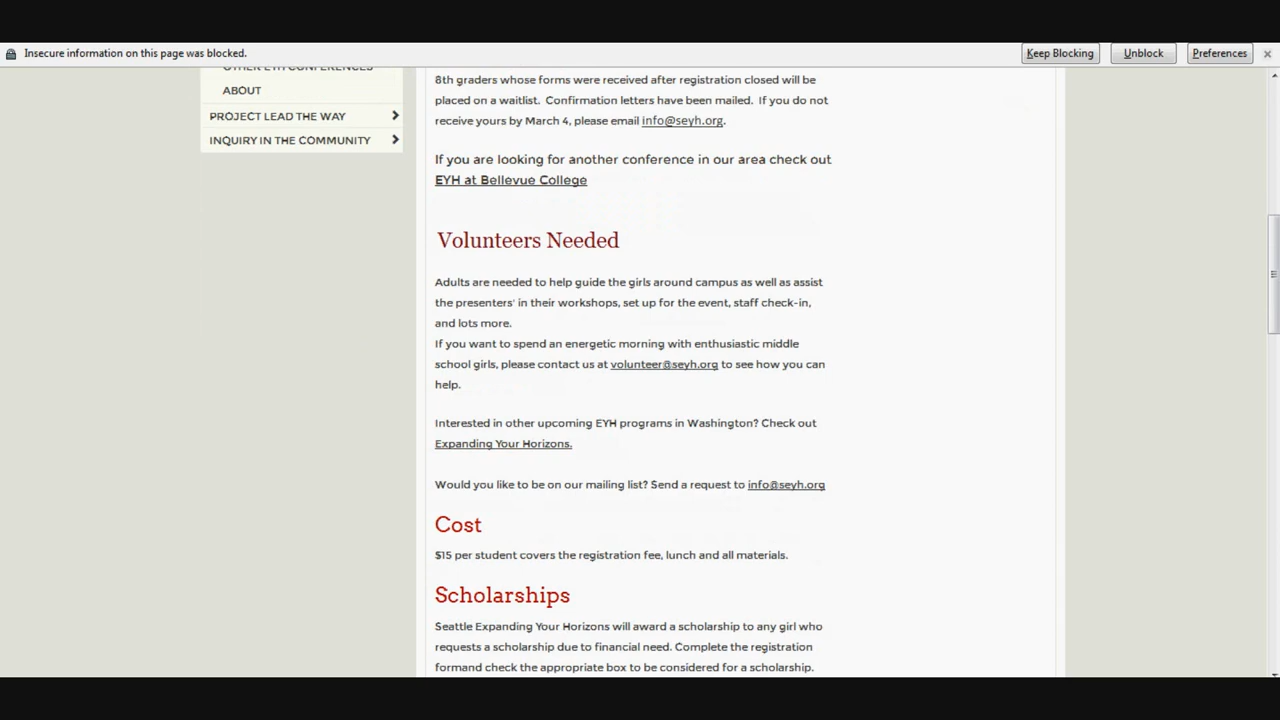 Insecure information on this page was blocked.
Keep Blocking
Unblock
Preferences
OTHER EYH CONFERENCES
ABOUT
PROJECT LEAD THE WAY
INQUIRY IN THE COMMUNITY
8th graders whose forms were received after registration closed will be
placed on a waitlist. Confirmation letters have been mailed. If you do not
receive yours by March 4, please email info@seyh.org.
If you are looking for another conference in our area check out
EYH at Bellevue College
Volunteers Needed
Adults are needed to help guide the girls around campus as well as assist
the presenters' in their workshops, set up for the event, staff check-in,
and lots more.
If you want to spend an energetic morning with enthusiastic middle
school girls, please contact us at volunteer@seyh.org to see how you can
help.
Interested in other upcoming EYH programs in Washington? Check out
Expanding Your Horizons.
Would you like to be on our mailing list? Send a request to info@seyh.org
Cost
$15 per student covers the registration fee, lunch and all materials.
Scholarships
Seattle Expanding Your Horizons will award a scholarship to any girl who
requests a scholarship due to financial need. Complete the registration
formand check the appropriate box to be considered for a scholarship.